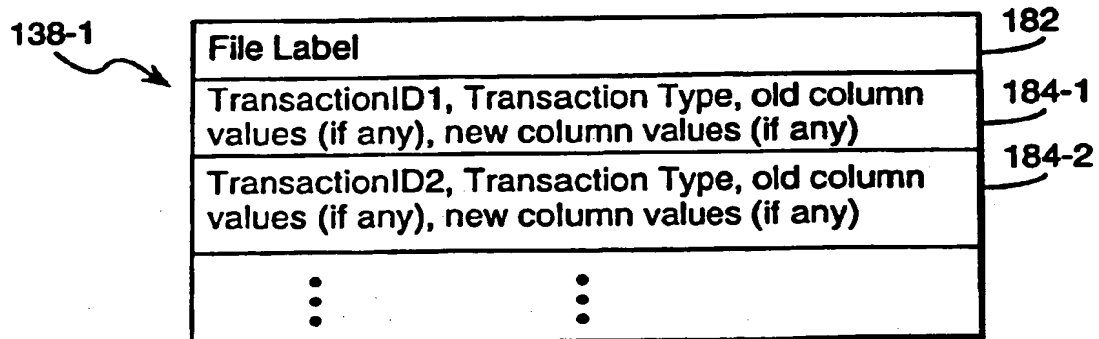 138-1
File Label
182
TransactionID1, Transaction Type, old column
values (if any), new column values (if any)
184-1
TransactionID2, Transaction Type, old column
values (if any), new column values (if any)
184-2